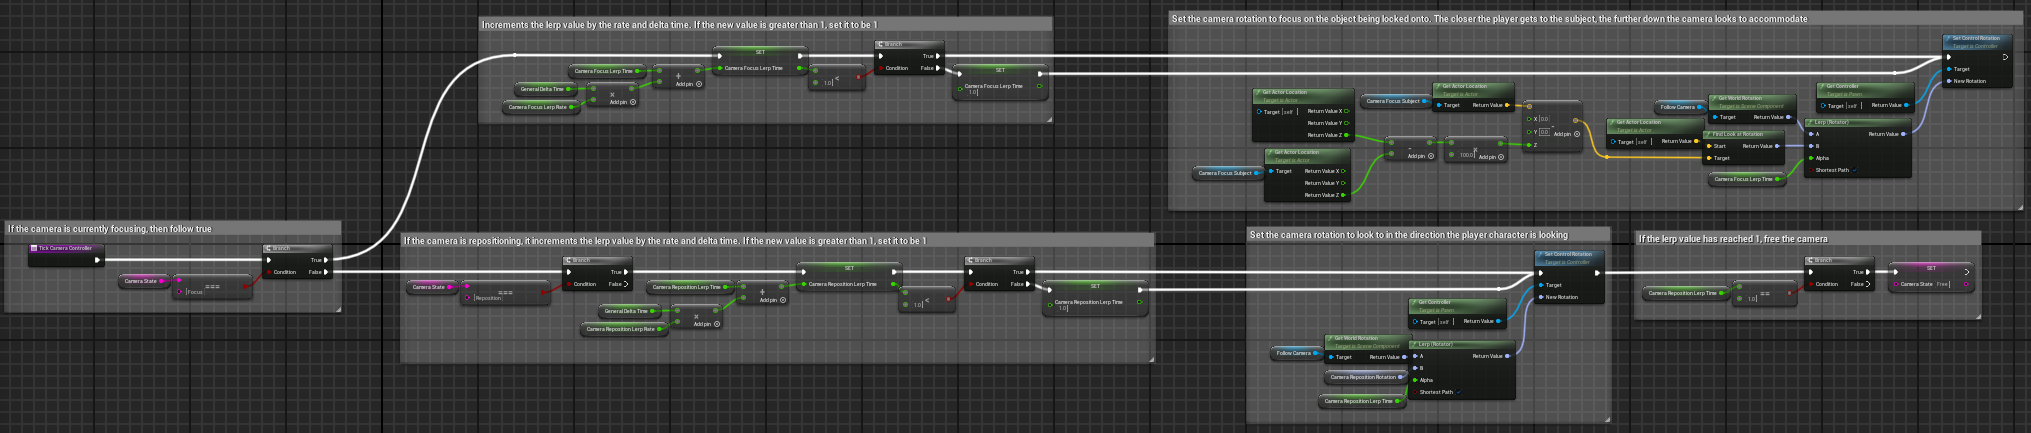 Increments the lerp value by the rate and delta time. If the new value is greater than 1, set it to be 1
SET
Camera Focus Lerp Time
Camera Focus Lerp Time
+
Add pin
General Delta Time
×
Add pin
Camera Focus Lerp Rate
<
1.0
Branch
True
Condition
False
SET
Camera Focus Lerp Time
1.0
Set the camera rotation to focus on the object being locked onto. The closer the player gets to the subject, the further down the camera looks to accommodate
Get Actor Location
Target is Actor
Target
self
Return Value X
Return Value Y
Return Value Z
Camera Focus Subject
Get Actor Location
Target is Actor
Target
Return Value X
Return Value Y
Return Value Z
-
Add pin
×
100.0
Add pin
Camera Focus Subject
Get Actor Location
Target is Actor
Target
Return Value
X
0.0
Y
0.0
Z
Add pin
Get Actor Location
Target is Actor
Target
self
Return Value
Follow Camera
Get World Rotation
Target is Scene Component
Target
Return Value
Find Look at Rotation
Start
Target
Return Value
Camera Focus Lerp Time
Get Controller
Target is Pawn
Target
self
Return Value
Lerp (Rotator)
A
B
Alpha
Shortest Path
Return Value
Set Control Rotation
Target is Controller
Target
New Rotation
If the camera is currently focusing, then follow true
Tick Camera Controller
Camera State
===
Focus
Branch
True
Condition
False
If the camera is repositioning, it increments the lerp value by the rate and delta time. If the new value is greater than 1, set it to be 1
Camera State
===
Reposition
Branch
True
Condition
False
Camera Reposition Lerp Time
+
Add pin
General Delta Time
×
Add pin
Camera Reposition Lerp Rate
SET
Camera Reposition Lerp Time
<
1.0
Branch
True
Condition
False
SET
Camera Reposition Lerp Time
1.0
Set the camera rotation to look to in the direction the player character is looking
Set Control Rotation
Target is Controller
Target
New Rotation
Get Controller
Target is Pawn
Target
self
Return Value
Follow Camera
Get World Rotation
Target is Scene Component
Target
Return Value
Camera Reposition Rotation
Camera Reposition Lerp Time
Lerp (Rotator)
A
B
Alpha
Shortest Path
Return Value
If the lerp value has reached 1, free the camera
Camera Reposition Lerp Time
==
1.0
Branch
True
Condition
False
SET
Camera State
Free